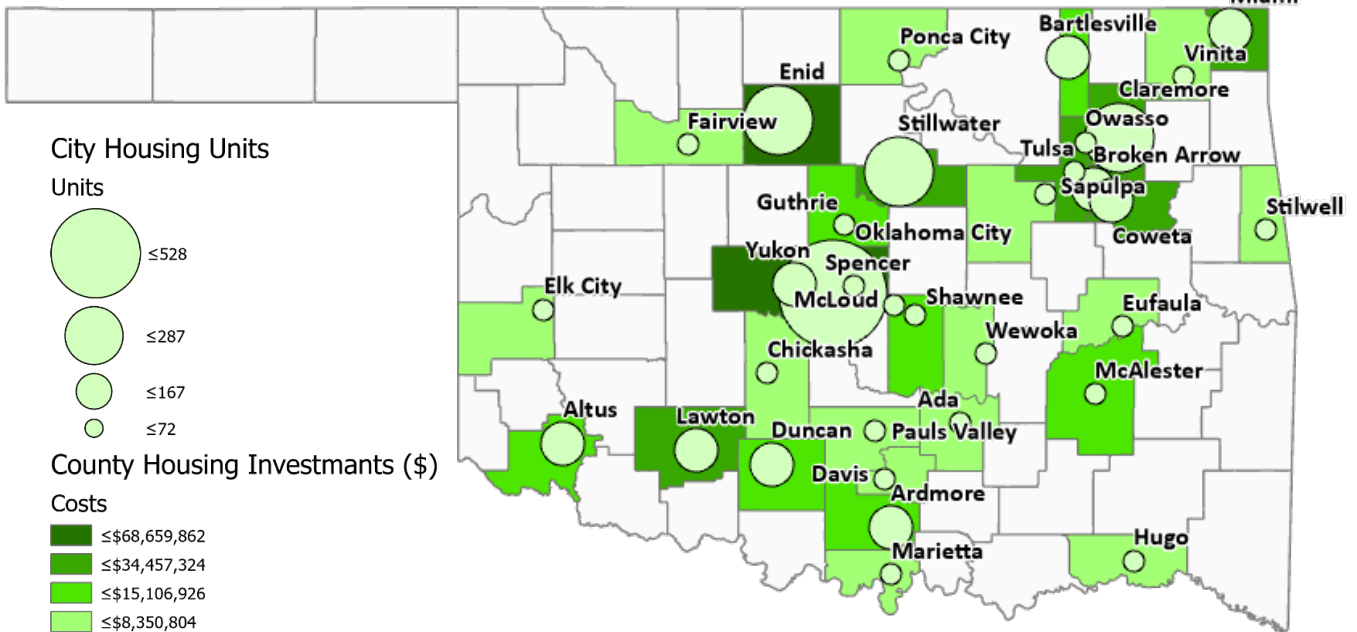 Miami
Bartlesville
Ponca City
Vinita
Enid
Claremore
Fairview
Stillwater
Owasso
Tulsa
Broken Arrow
City Housing Units
Units
Sapulpa
Guthrie
Stilwell
Oklahoma City
Coweta
≤528
Yukon
Spencer
Elk City
McLoud
Shawnee
Eufaula
≤287
Wewoka
Chickasha
McAlester
≤167
Ada
Altus
Lawton
Duncan
Pauls Valley
≤72
County Housing Investmants ($)
Davis
Ardmore
Costs
≤$68,659,862
Hugo
Marietta
≤$34,457,324
≤$15,106,926
≤$8,350,804